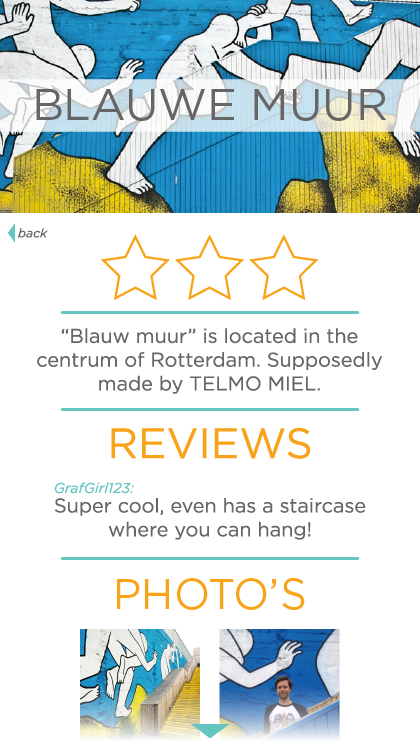 BLAUWE MUUR
back
“Blauw muur” is located in the
centrum of Rotterdam. Supposedly
made by TELMO MIEL.
REVIEWS
GrafGirl123:
Super cool, even has a staircase
where you can hang!
PHOTO’S